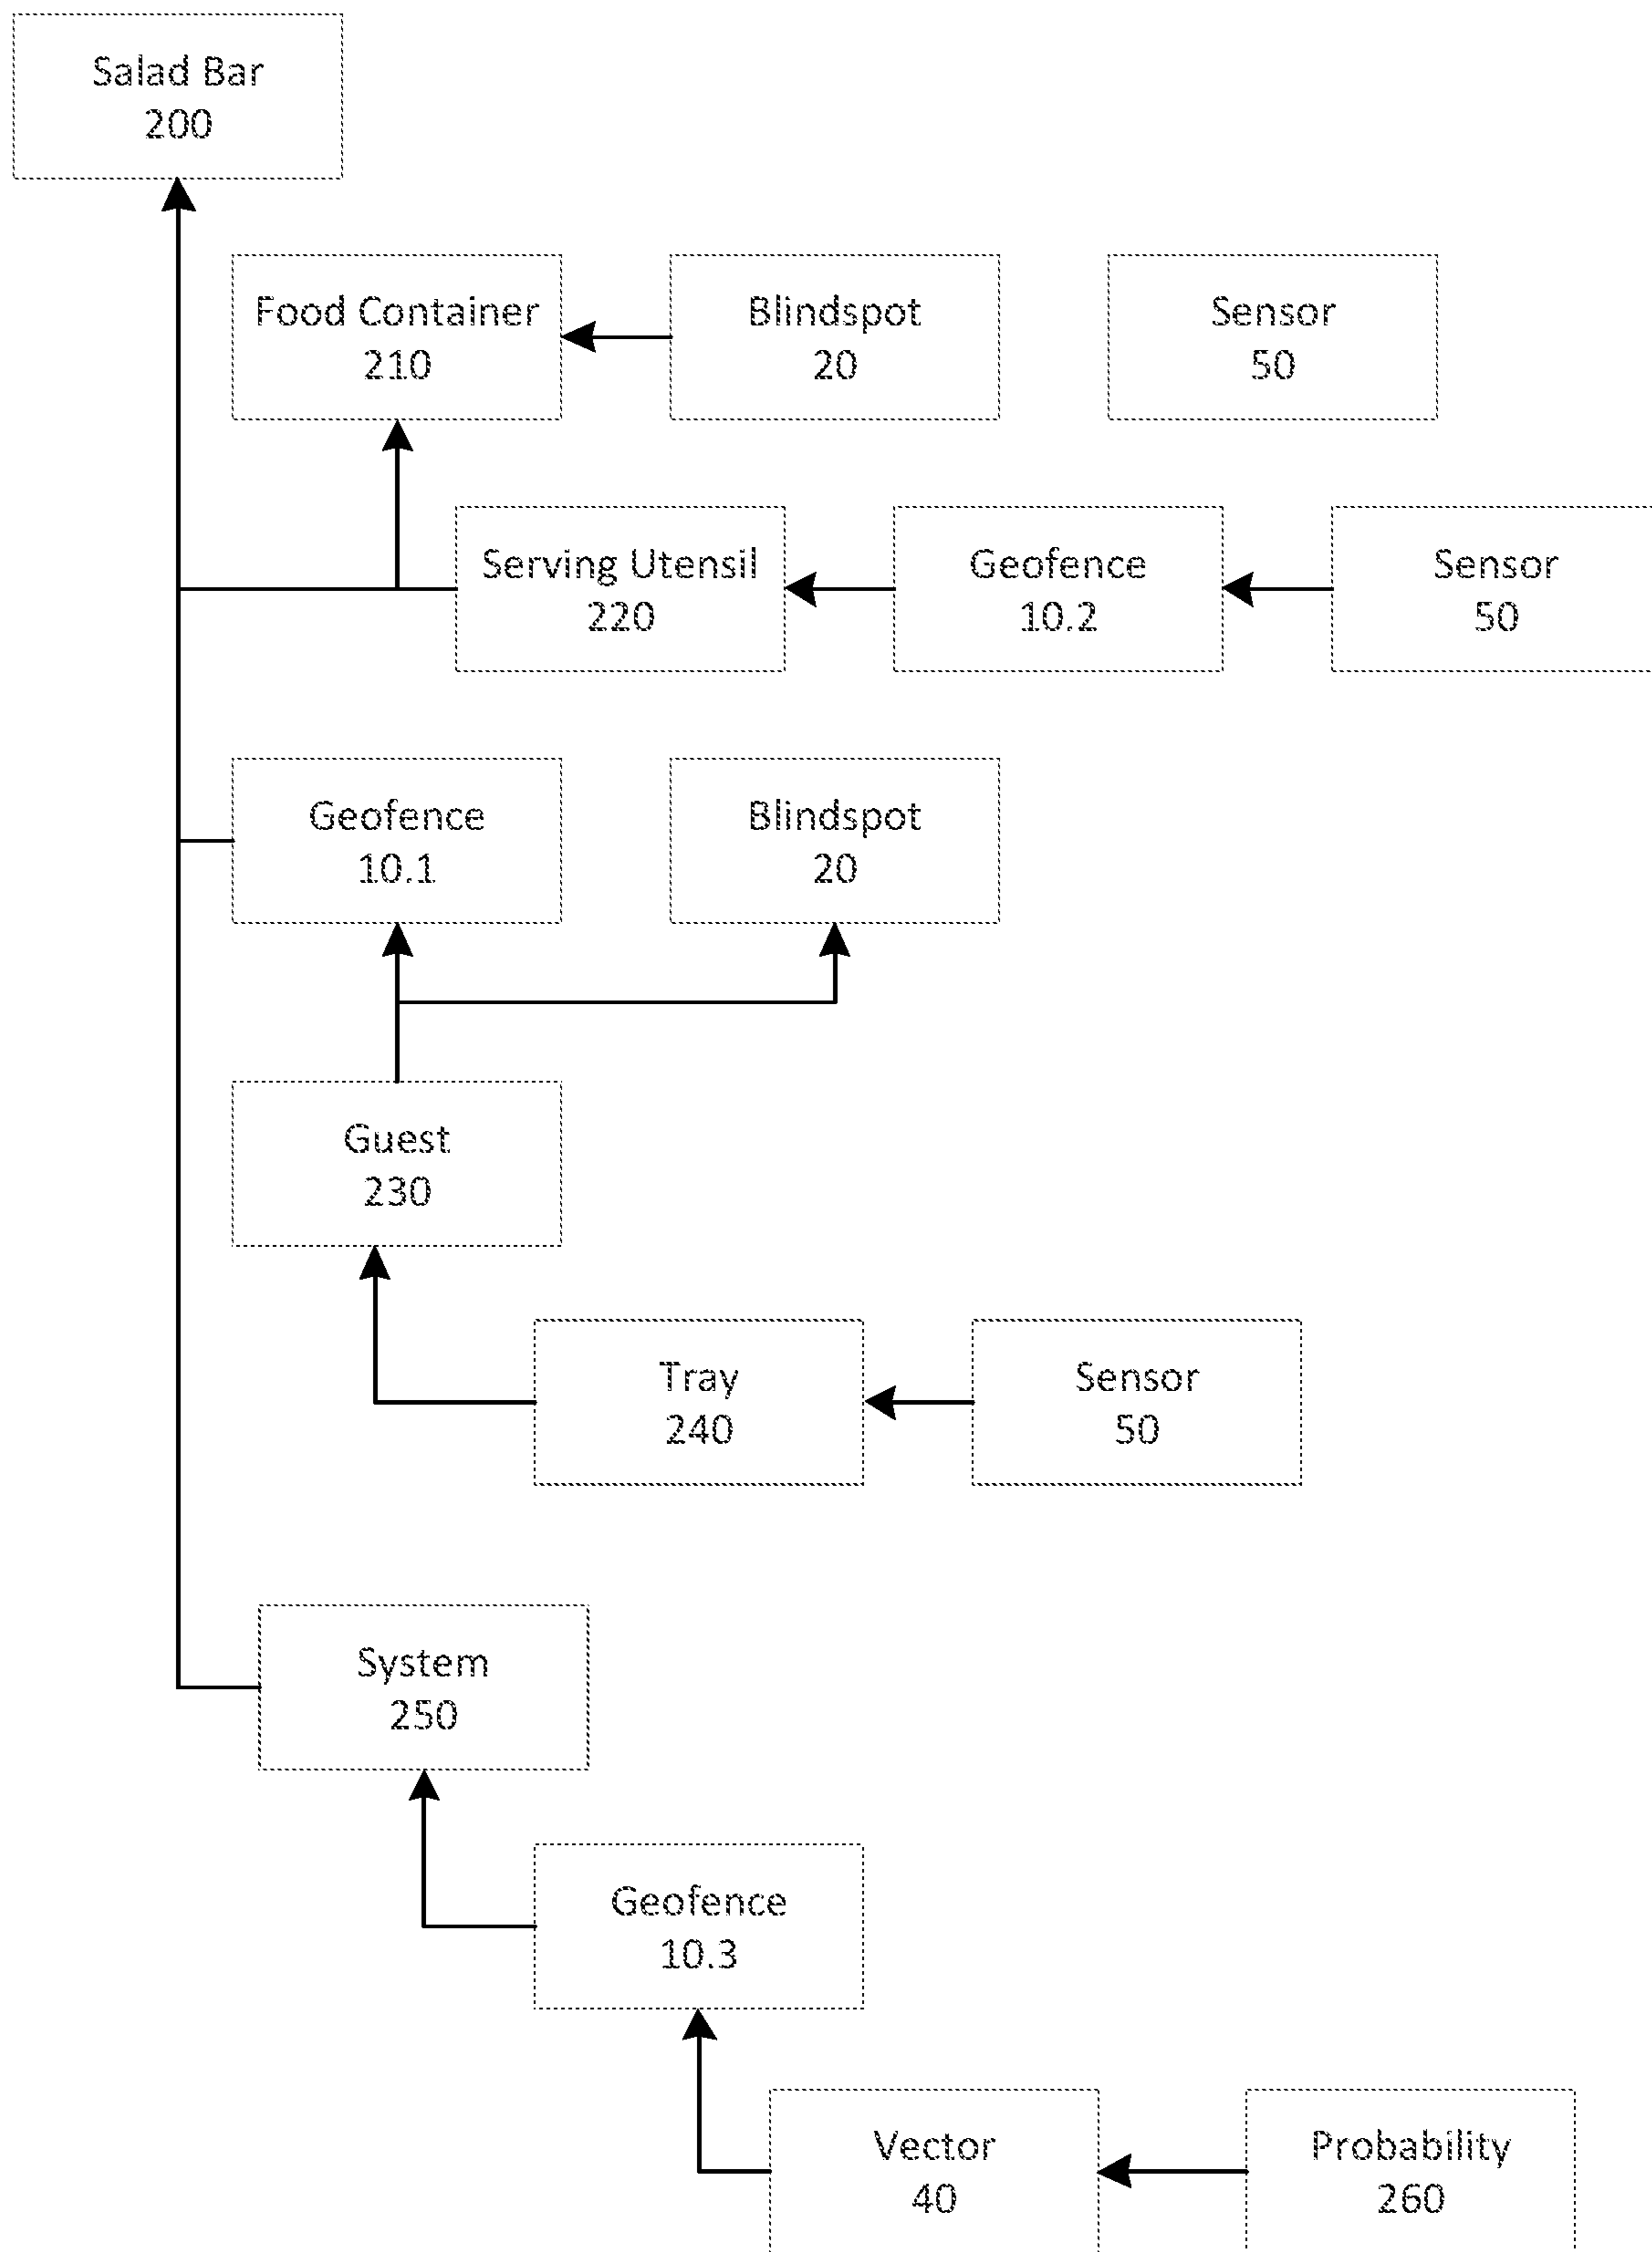 Salad Bar
200
Food Container
210
Blindspot
20
Sensor
50
Serving Utensil
220
Geofence
10.2
Sensor
50
Geofence
10.1
Blindspot
20
Guest
230
Tray
240
Sensor
50
System
250
Geofence
10.3
Vector
40
Probability
260